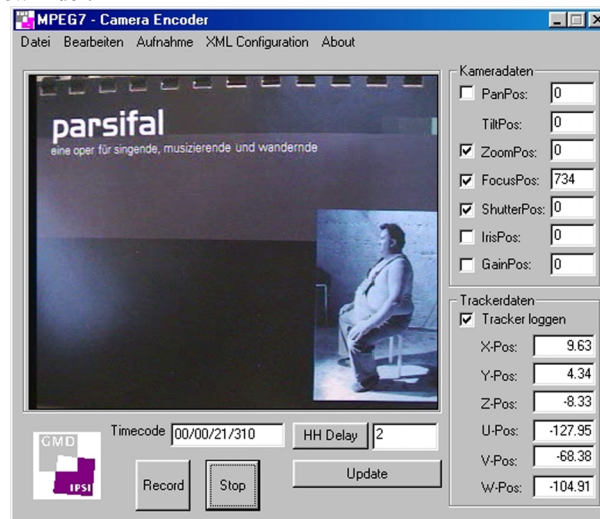 MPEG7 - Camera Encoder
Datei Bearbeiten Aufnahme XML Configuration About
parsifal
eine oper für singende, musizierende und wandernde
Kameradaten
PanPos: 0
TiltPos: 0
ZoomPos: 0
FocusPos: 734
ShutterPos: 0
IrisPos: 0
GainPos: 0
Trackerdaten
Tracker loggen
X-Pos: 9.63
Y-Pos: 4.34
Z-Pos: -8.33
U-Pos: -127.95
V-Pos: -68.38
W-Pos: -104.91
GMD
IPSI
Timecode 00/00/21/310
HH Delay 2
Record
Stop
Update